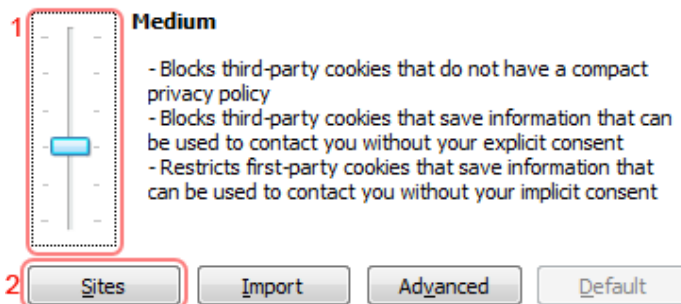 1
Medium
- Blocks third-party cookies that do not have a compact
privacy policy
- Blocks third-party cookies that save information that can
be used to contact you without your explicit consent
- Restricts first-party cookies that save information that
can be used to contact you without your implicit consent
2
Sites Import Advanced Default